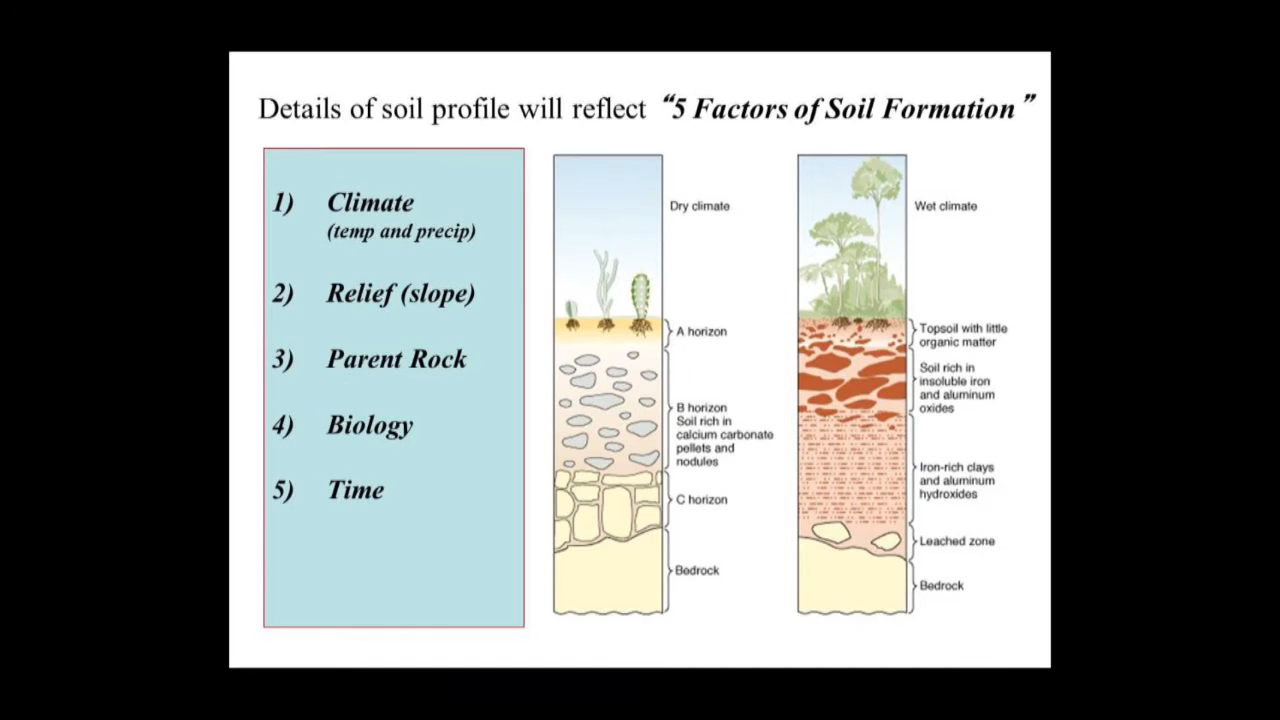 Details of soil profile will reflect “5 Factors of Soil Formation”
1) Climate
(temp and precip)
2) Relief (slope)
3) Parent Rock
4) Biology
5) Time
Dry climate
A horizon
B horizon
Soil rich in
calcium carbonate
pellets and
nodules
C horizon
Bedrock
Wet climate
Topsoil with little
organic matter
Soil rich in
insoluble iron
and aluminum
oxides
Iron-rich clays
and aluminum
hydroxides
Leached zone
Bedrock